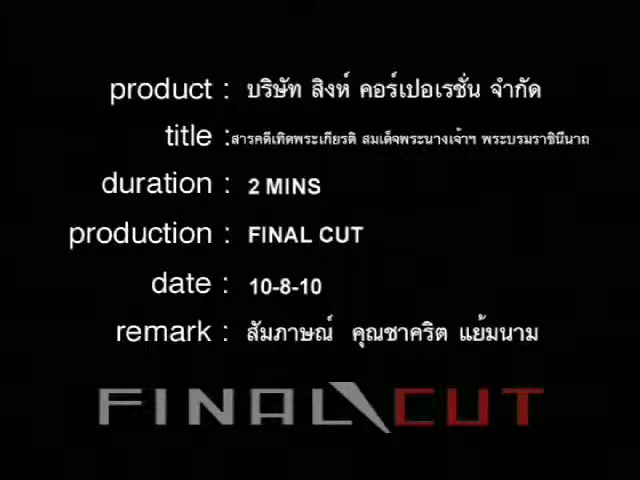 product : บริษัท สิงห์ คอร์เปอเรชั่น จำกัด
title :สารคดีเทิดพระเกียรติ สมเด็จพระนางเจ้าฯ พระบรมราชินีนาถ
duration : 2 MINS
production : FINAL CUT
date : 10-8-10
remark : สัมภาษณ์ คุณชาคริต แย้มนาม
FINAL CUT